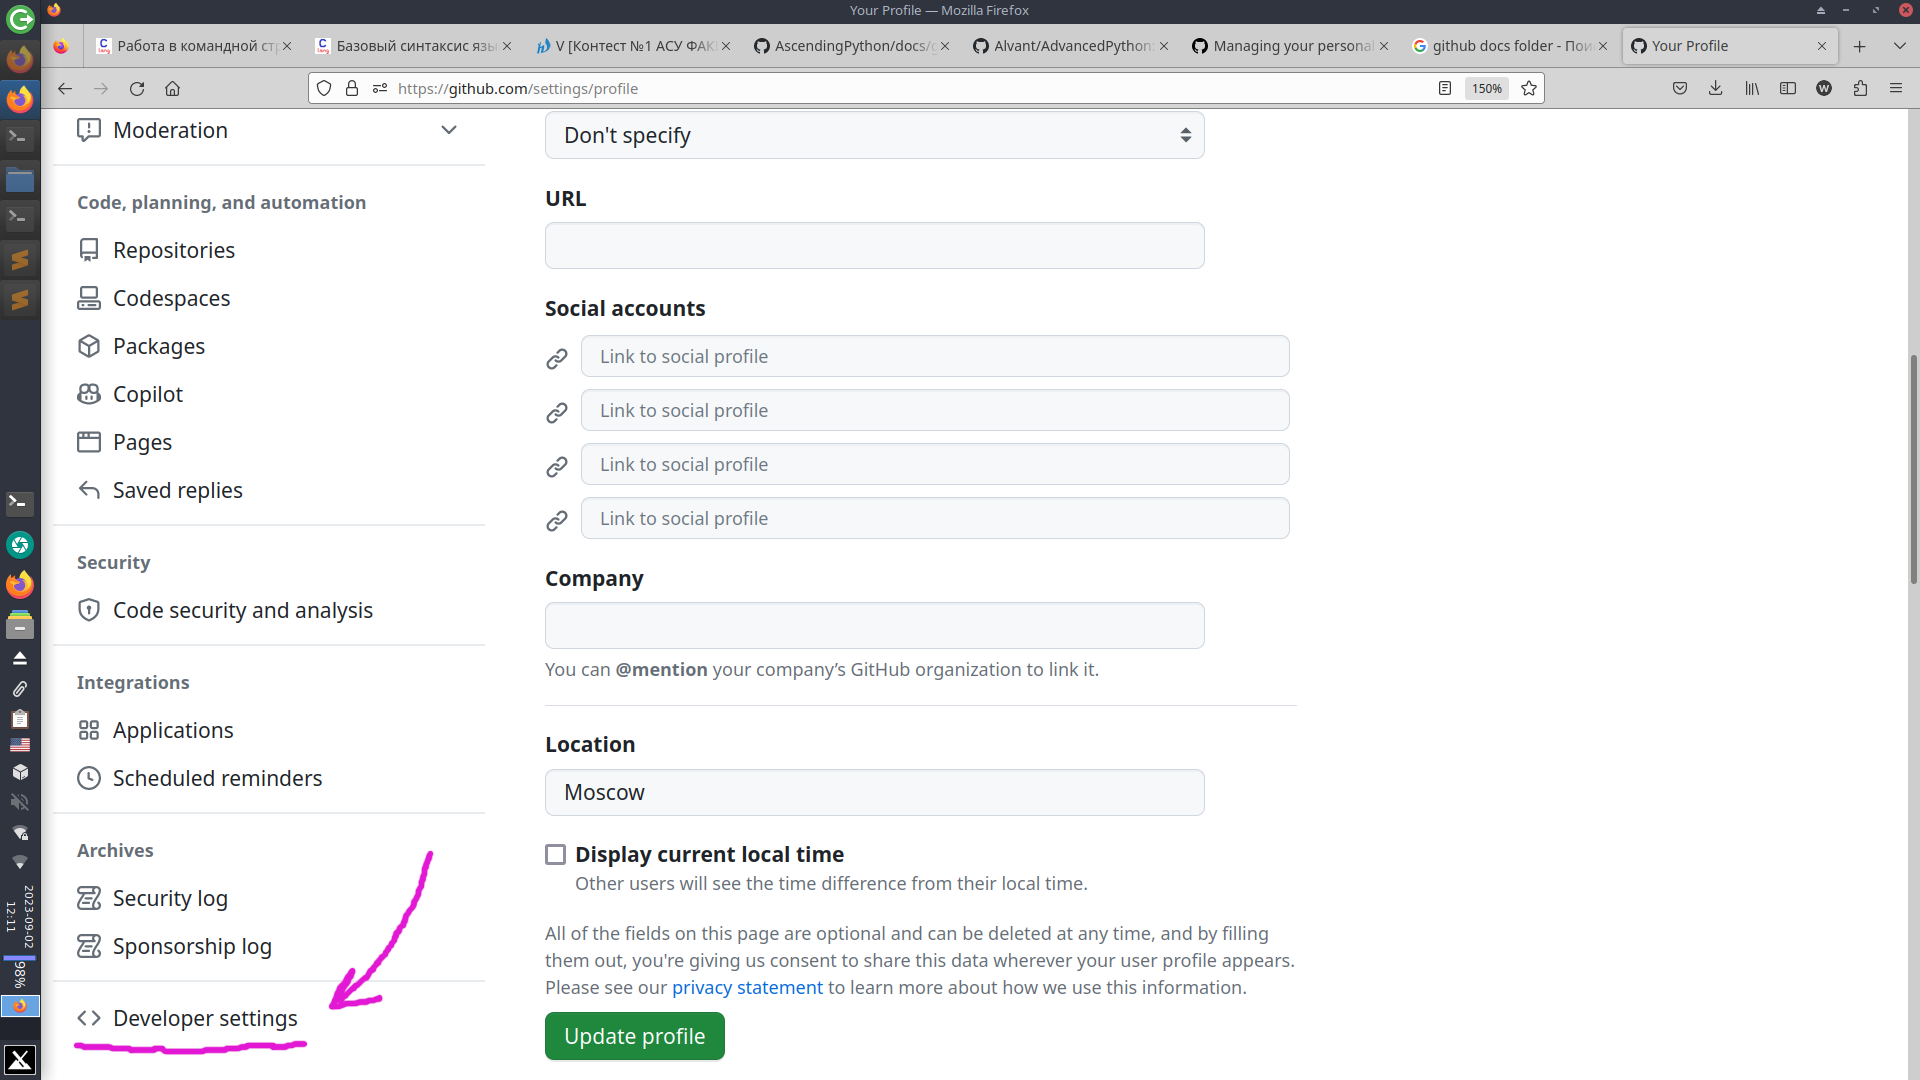 Your Profile — Mozilla Firefox
Работа в командной ст
Базовый синтаксис язы
V [Контест №1 АСУ ФАК
AscendingPython/docs/
Alvant/AdvancedPython
Managing your personal
github docs folder - Пои
Your Profile
https://github.com/settings/profile
150%
Moderation
Code, planning, and automation
Repositories
Codespaces
Packages
Copilot
Pages
Saved replies
Security
Code security and analysis
Integrations
Applications
Scheduled reminders
Archives
Security log
Sponsorship log
Developer settings
Don't specify
URL
Social accounts
Link to social profile
Link to social profile
Link to social profile
Link to social profile
Company
You can @mention your company’s GitHub organization to link it.
Location
Moscow
Display current local time
Other users will see the time difference from their local time.
All of the fields on this page are optional and can be deleted at any time, and by filling
them out, you're giving us consent to share this data wherever your user profile appears.
Please see our privacy statement to learn more about how we use this information.
Update profile
2023-09-02
12:11
98%